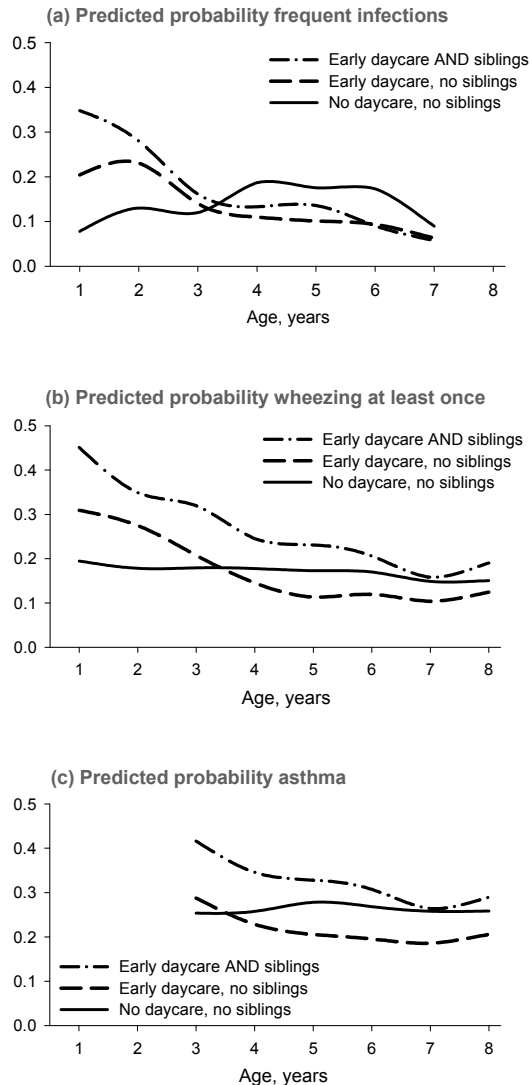 (a) Predicted probability frequent infections
0.5
0.4
0.3
0.2
0.1
0.0
Early daycare AND siblings
Early daycare, no siblings
No daycare, no siblings
1 2 3 4 5 6 7 8
Age, years
(b) Predicted probability wheezing at least once
0.5
0.4
0.3
0.2
0.1
0.0
Early daycare AND siblings
Early daycare, no siblings
No daycare, no siblings
1 2 3 4 5 6 7 8
Age, years
(c) Predicted probability asthma
0.5
0.4
0.3
0.2
0.1
0.0
Early daycare AND siblings
Early daycare, no siblings
No daycare, no siblings
1 2 3 4 5 6 7 8
Age, years